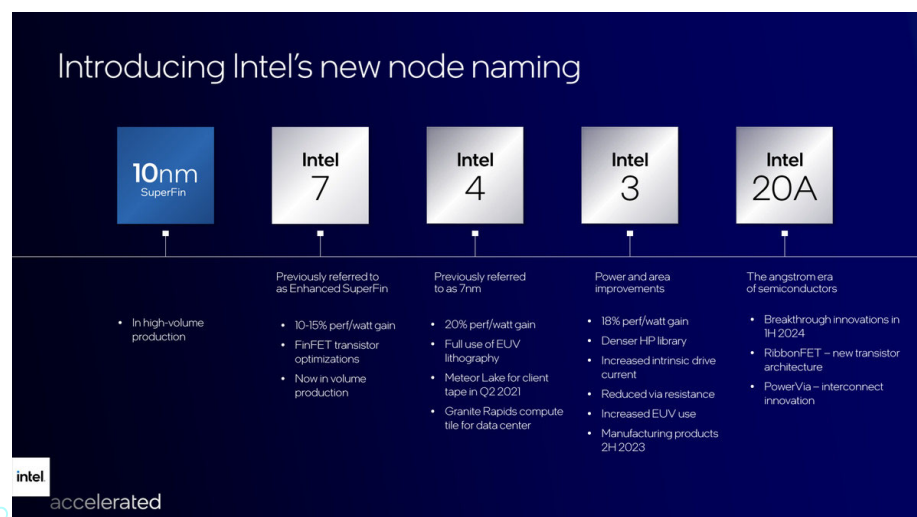 Introducing Intel's new node naming
10nm
SuperFin
Intel
7
Intel
4
Intel
3
Intel
20A
• In high-volume
production
Previously referred to
as Enhanced SuperFin
• 10-15% perf/watt gain
• FinFET transistor
optimizations
• Now in volume
production
Previously referred
to as 7nm
• 20% perf/watt gain
• Full use of EUV
lithography
• Meteor Lake for client
tape in Q2 2021
• Granite Rapids compute
tile for data center
Power and area
improvements
• 18% perf/watt gain
• Denser HP library
• Increased intrinsic drive
current
• Reduced via resistance
• Increased EUV use
• Manufacturing products
2H 2023
The angstrom era
of semiconductors
• Breakthrough innovations in
1H 2024
• RibbonFET – new transistor
architecture
• PowerVia – interconnect
innovation
intel.
accelerated